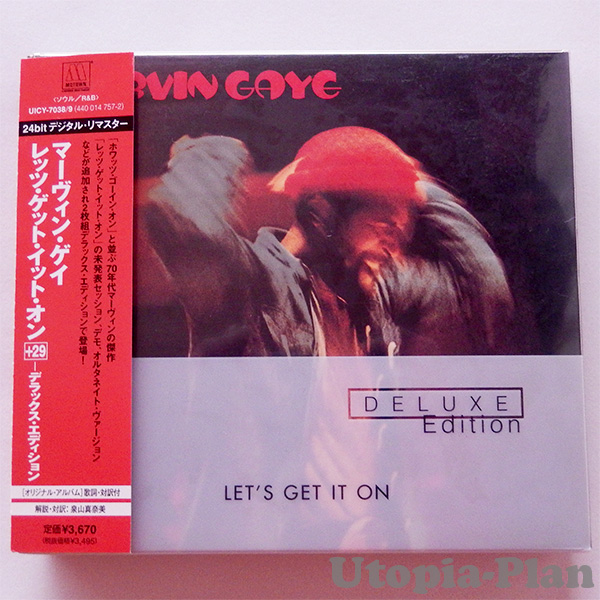 MOTOWN
〈ソウル/R&B〉
UICY-7038/9 (440 014 757-2)
24bit デジタル・リマスター
マーヴィン・ゲイ
レッツ・ゲット・イット・オン +29 ―デラックス・エディション
「ホワッツ・ゴーイン・オン」と並ぶ70年代マーヴィンの傑作
「レッツ・ゲット・イット・オン」の未発表セッション、デモ、オルタネイト・ヴァージョン
などが追加され2枚組デラックス・エディションで登場!
[オリジナル・アルバム]歌詞・対訳付
解説・対訳:泉山真奈美
定価¥3,670
(税抜価格¥3,495)
RVIN GAYE
DELUXE
Edition
LET'S GET IT ON
Utopia-Plan